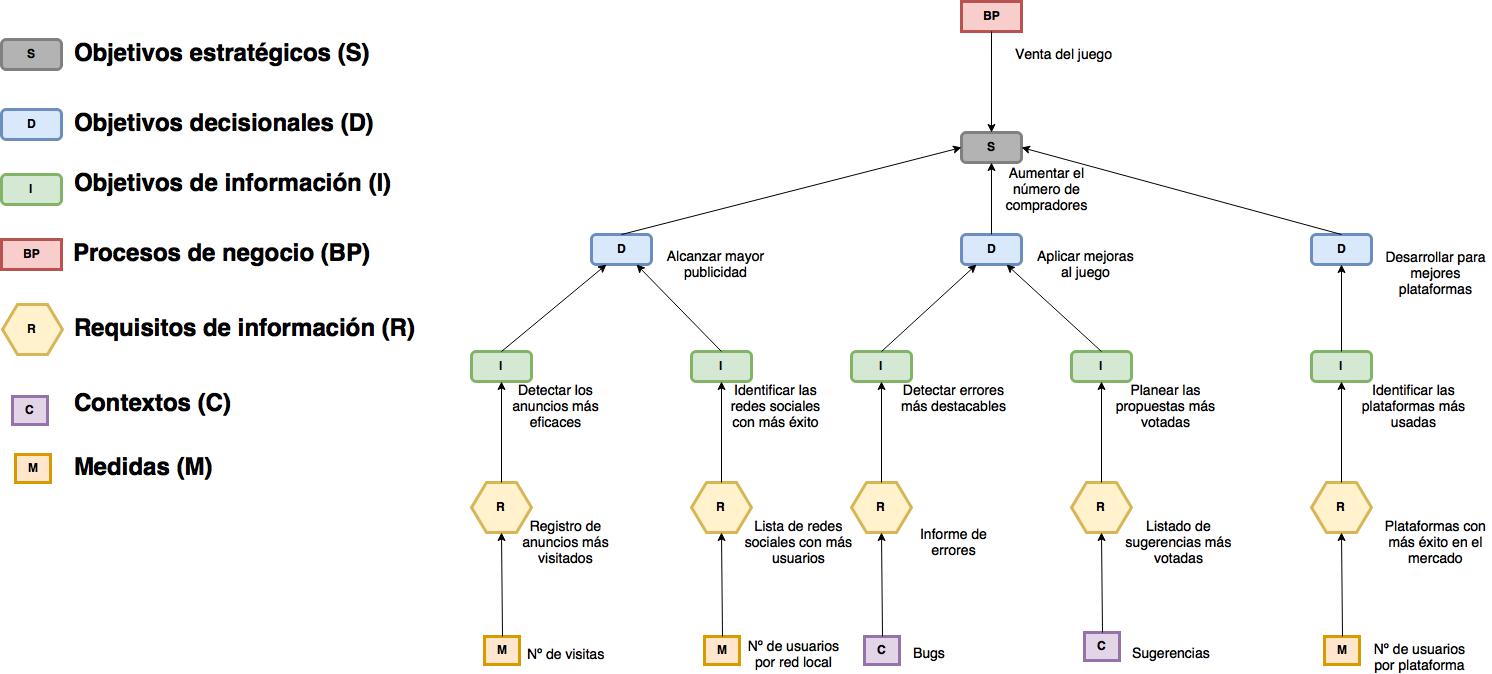 S
Objetivos estratégicos (S)
D
Objetivos decisionales (D)
I
Objetivos de información (I)
BP
Procesos de negocio (BP)
R
Requisitos de información (R)
C
Contextos (C)
M
Medidas (M)
BP
Venta del juego
S
Aumentar el
número de
compradores
D
Alcanzar mayor
publicidad
D
Aplicar mejoras
al juego
D
Desarrollar para
mejores
plataformas
I
Detectar los
anuncios más
eficaces
I
Identificar las
redes sociales
con más éxito
I
Detectar errores
más destacables
I
Planear las
propuestas más
votadas
I
Identificar las
plataformas más
usadas
R
Registro de
anuncios más
visitados
R
Lista de redes
sociales con más
usuarios
R
Informe de
errores
R
Listado de
sugerencias más
votadas
R
Plataformas con
más éxito en el
mercado
M
Nº de visitas
M
Nº de usuarios
por red local
C
Bugs
C
Sugerencias
M
Nº de usuarios
por plataforma